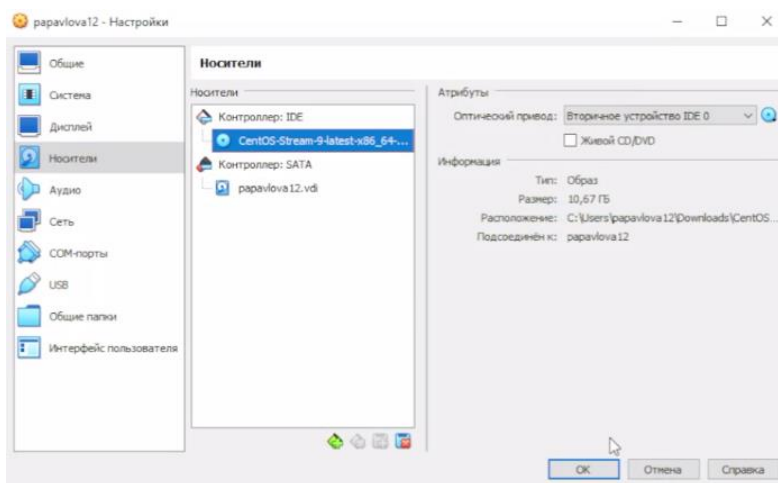 papavlova12 - Настройки
Общие
Система
Дисплей
Носители
Аудио
Сеть
COM-порты
USB
Общие папки
Интерфейс пользователя
Носители
Носители
Контроллер: IDE
CentOS-Stream-9-latest-x86_64-...
Контроллер: SATA
papavlova12.vdi
Атрибуты
Оптический привод: Вторичное устройство IDE 0
Живой CD/DVD
Информация
Тип: Образ
Размер: 10,67 ГБ
Расположение: C:\Users\papavlova12\Downloads\CentOS...
Подсоединён к: papavlova12
OK Отмена Справка